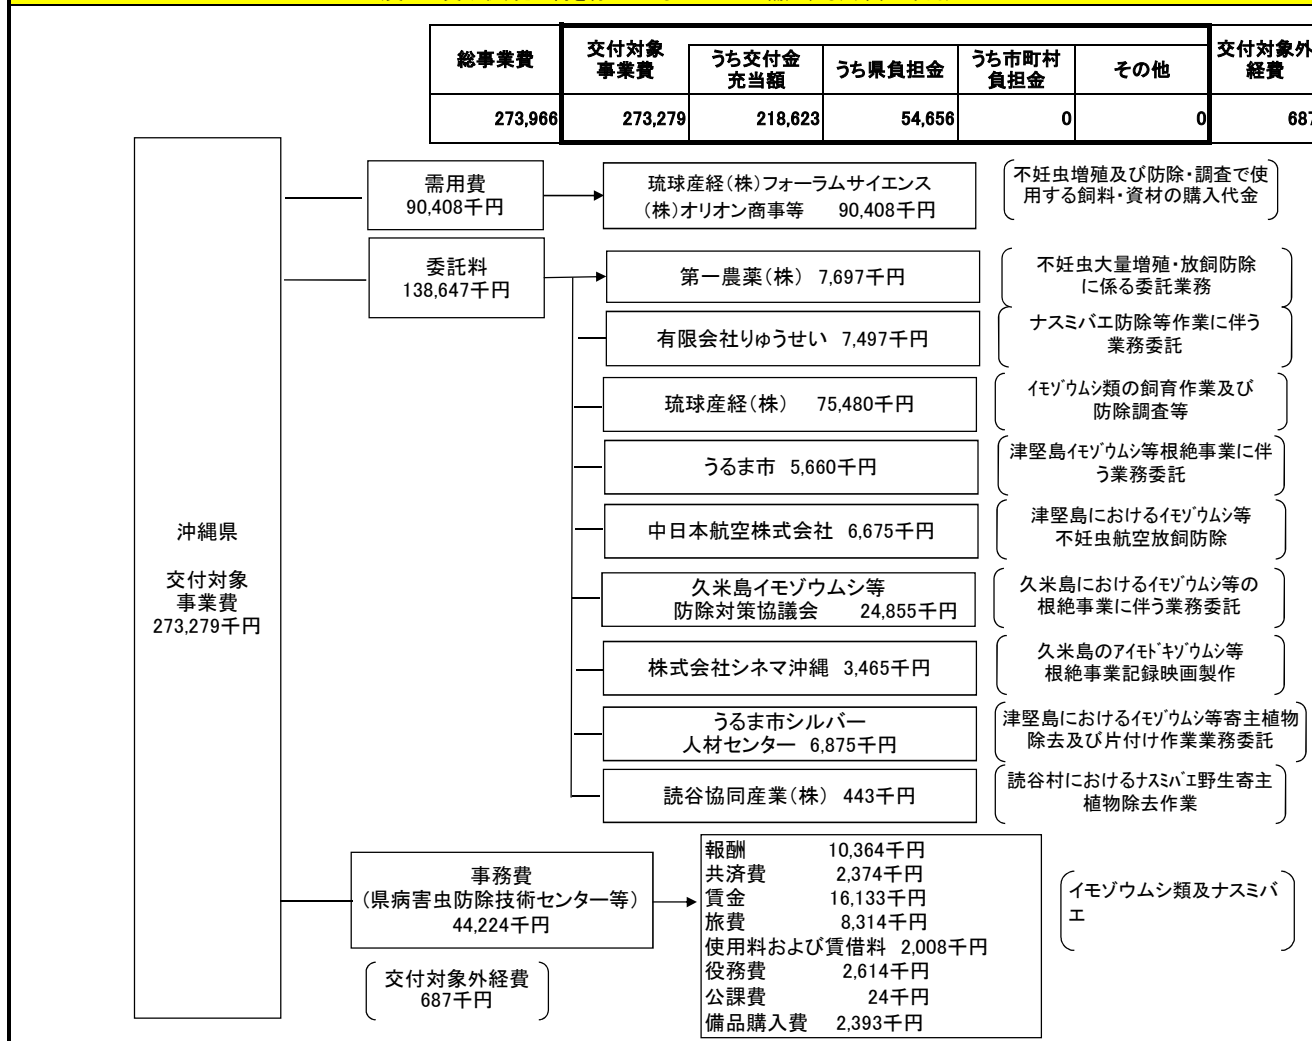 総事業費
交付対象
事業費
うち交付金
充当額
うち県負担金
うち市町村
負担金
その他
交付対象外
経費
273,966
273,279
218,623
54,656
0
0
687
需用費
90,408千円
琉球産経(株)フォーラムサイエンス
(株)オリオン商事等 90,408千円
不妊虫増殖及び防除・調査で使
用する飼料・資材の購入代金
委託料
138,647千円
第一農薬(株) 7,697千円
不妊虫大量増殖・放飼防除
に係る委託業務
有限会社りゅうせい 7,497千円
ナスミバエ防除等作業に伴う
業務委託
琉球産経(株) 75,480千円
イモゾウムシ類の飼育作業及び
防除調査等
うるま市 5,660千円
津堅島イモゾウムシ等根絶事業に伴
う業務委託
中日本航空株式会社 6,675千円
津堅島におけるイモゾウムシ等
不妊虫航空放飼防除
久米島イモゾウムシ等
防除対策協議会 24,855千円
久米島におけるイモゾウムシ等の
根絶事業に伴う業務委託
株式会社シネマ沖縄 3,465千円
久米島のアイモドキゾウムシ等
根絶事業記録映画製作
うるま市シルバー
人材センター 6,875千円
津堅島におけるイモゾウムシ等寄主植物
除去及び片付け作業業務委託
読谷協同産業(株) 443千円
読谷村におけるナスミバエ野生寄主
植物除去作業
沖縄県
交付対象
事業費
273,279千円
事務費
(県病害虫防除技術センター等)
44,224千円
交付対象外経費
687千円
報酬 10,364千円
共済費 2,374千円
賃金 16,133千円
旅費 8,314千円
使用料および賃借料 2,008千円
役務費 2,614千円
公課費 24千円
備品購入費 2,393千円
イモゾウムシ類及ナスミバ
エ